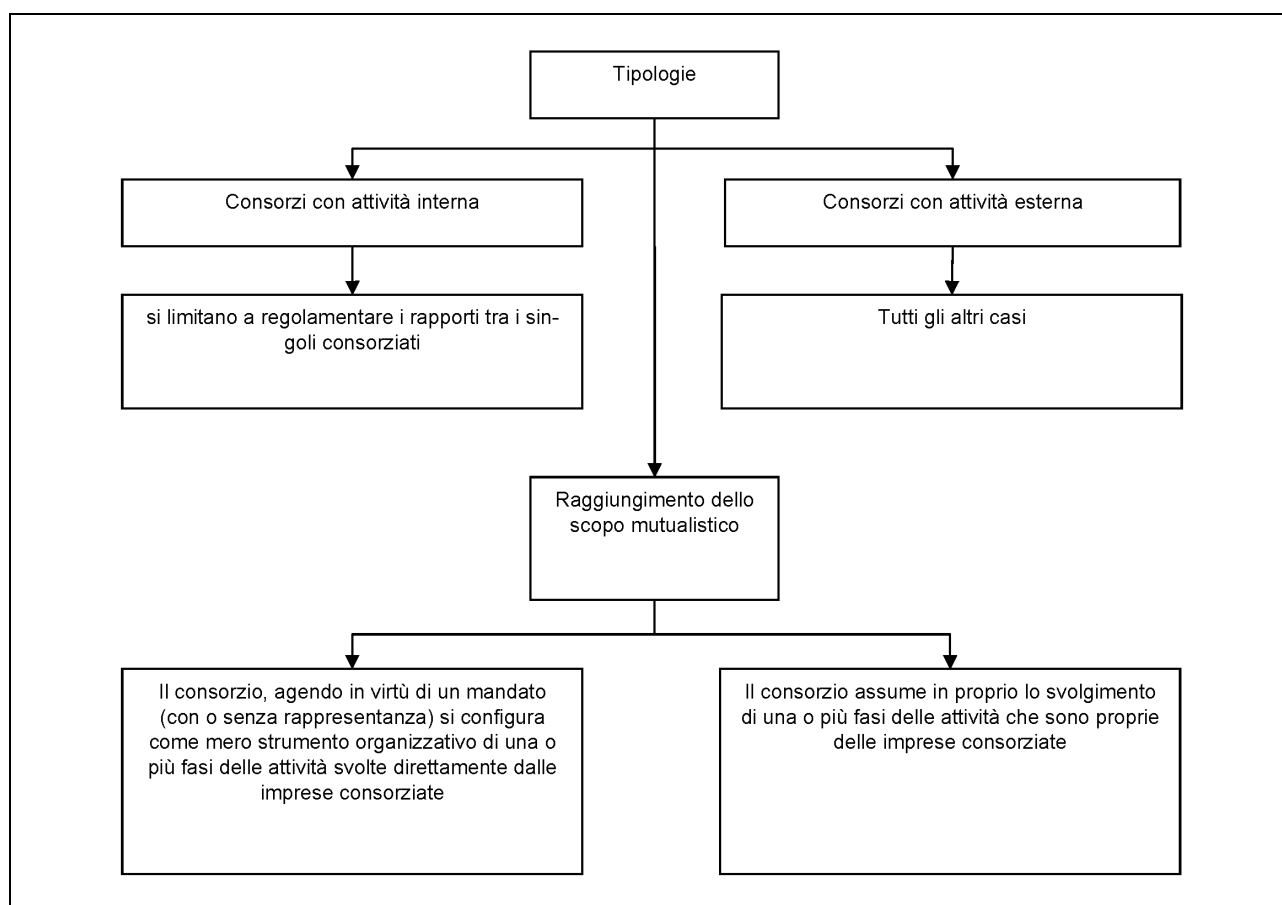 Tipologie
Consorzi con attività interna
Consorzi con attività esterna
si limitano a regolamentare i rapporti tra i sin-
goli consorziati
Tutti gli altri casi
Raggiungimento dello
scopo mutualistico
Il consorzio, agendo in virtù di un mandato
(con o senza rappresentanza) si configura
come mero strumento organizzativo di una o
più fasi delle attività svolte direttamente dalle
imprese consorziate
Il consorzio assume in proprio lo svolgimento
di una o più fasi delle attività che sono proprie
delle imprese consorziate